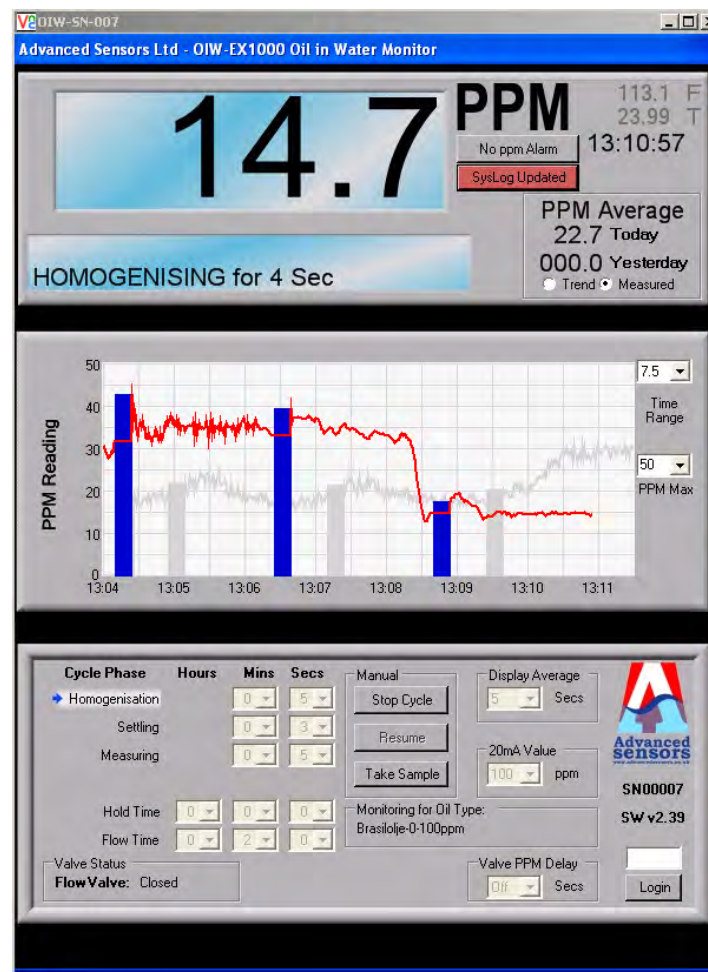 OIW-SN-007
Advanced Sensors Ltd - OIW-EX1000 Oil in Water Monitor
14.7 PPM
113.1 F
23.99 T
13:10:57
No ppm Alarm
SysLog Updated
PPM Average
22.7 Today
000.0 Yesterday
Trend Measured
HOMOGENISING for 4 Sec
PPM Reading
50
40
30
20
10
0
13:04 13:05 13:06 13:07 13:08 13:09 13:10 13:11
7.5
Time
Range
50
PPM Max
Cycle Phase Hours Mins Secs
Homogenisation 0 5
Settling 0 3
Measuring 0 5
Hold Time 0 0 0
Flow Time 0 2 0
Valve Status
Flow Valve: Closed
Manual
Stop Cycle
Resume
Take Sample
Monitoring for Oil Type:
Brasilolje-0-100ppm
Display Average
5 Secs
20mA Value
100 ppm
Valve PPM Delay
Off Secs
Advanced
sensors
SN00007
SW v2.39
Login